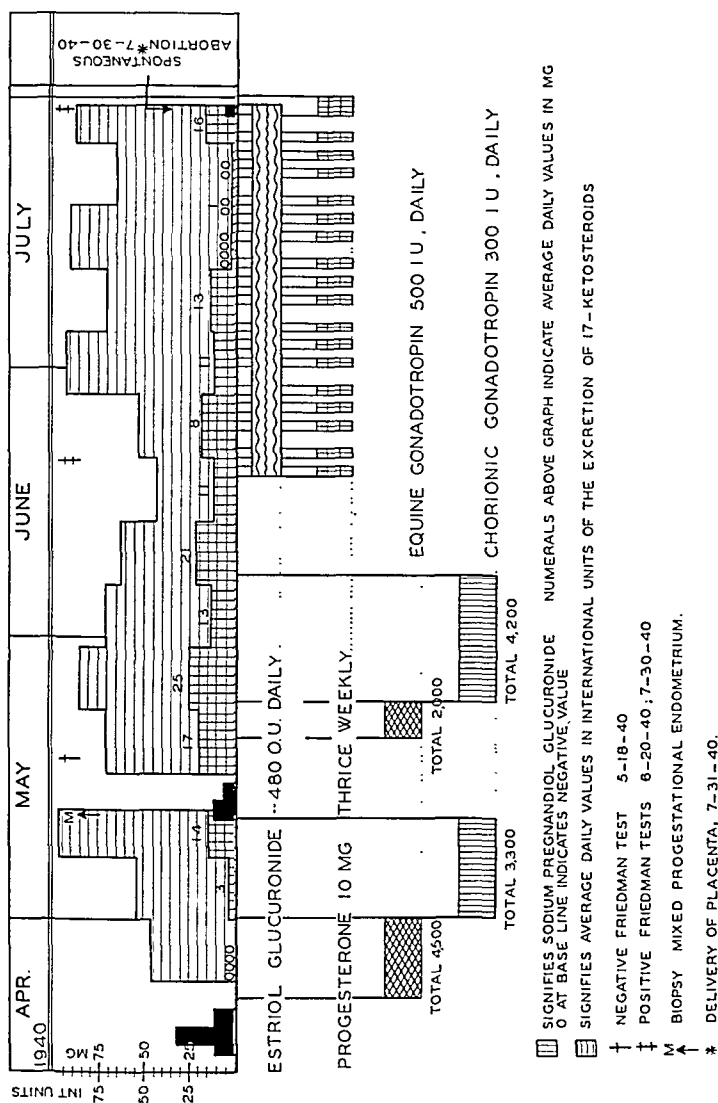 1940 APR. MAY JUNE JULY
INT UNITS MG
SPONTANEOUS
ABORTION * 7-30-40
75 75
50 50
25 25
M
0000 3 14 17 25 13 21 11 8 11 13 0000 00 00 16
ESTRIOL GLUCURONIDE --480 O.U. DAILY
PROGESTERONE 10 MG THRICE WEEKLY
TOTAL 4,500 TOTAL 2,000 EQUINE GONADOTROPIN 500 I U , DAILY
TOTAL 3,300 TOTAL 4,200 CHORIONIC GONADOTROPIN 300 I U , DAILY
SIGNIFIES SODIUM PREGNANDIOL GLUCURONIDE NUMERALS ABOVE GRAPH INDICATE AVERAGE DAILY VALUES IN MG
O AT BASE LINE INDICATES NEGATIVE VALUE
SIGNIFIES AVERAGE DAILY VALUES IN INTERNATIONAL UNITS OF THE EXCRETION OF 17-KETOSTEROIDS
† NEGATIVE FRIEDMAN TEST 5-18-40
‡ POSITIVE FRIEDMAN TESTS 6-20-40 ; 7-30-40
M BIOPSY MIXED PROGESTATIONAL ENDOMETRIUM.
* DELIVERY OF PLACENTA, 7-31-40.